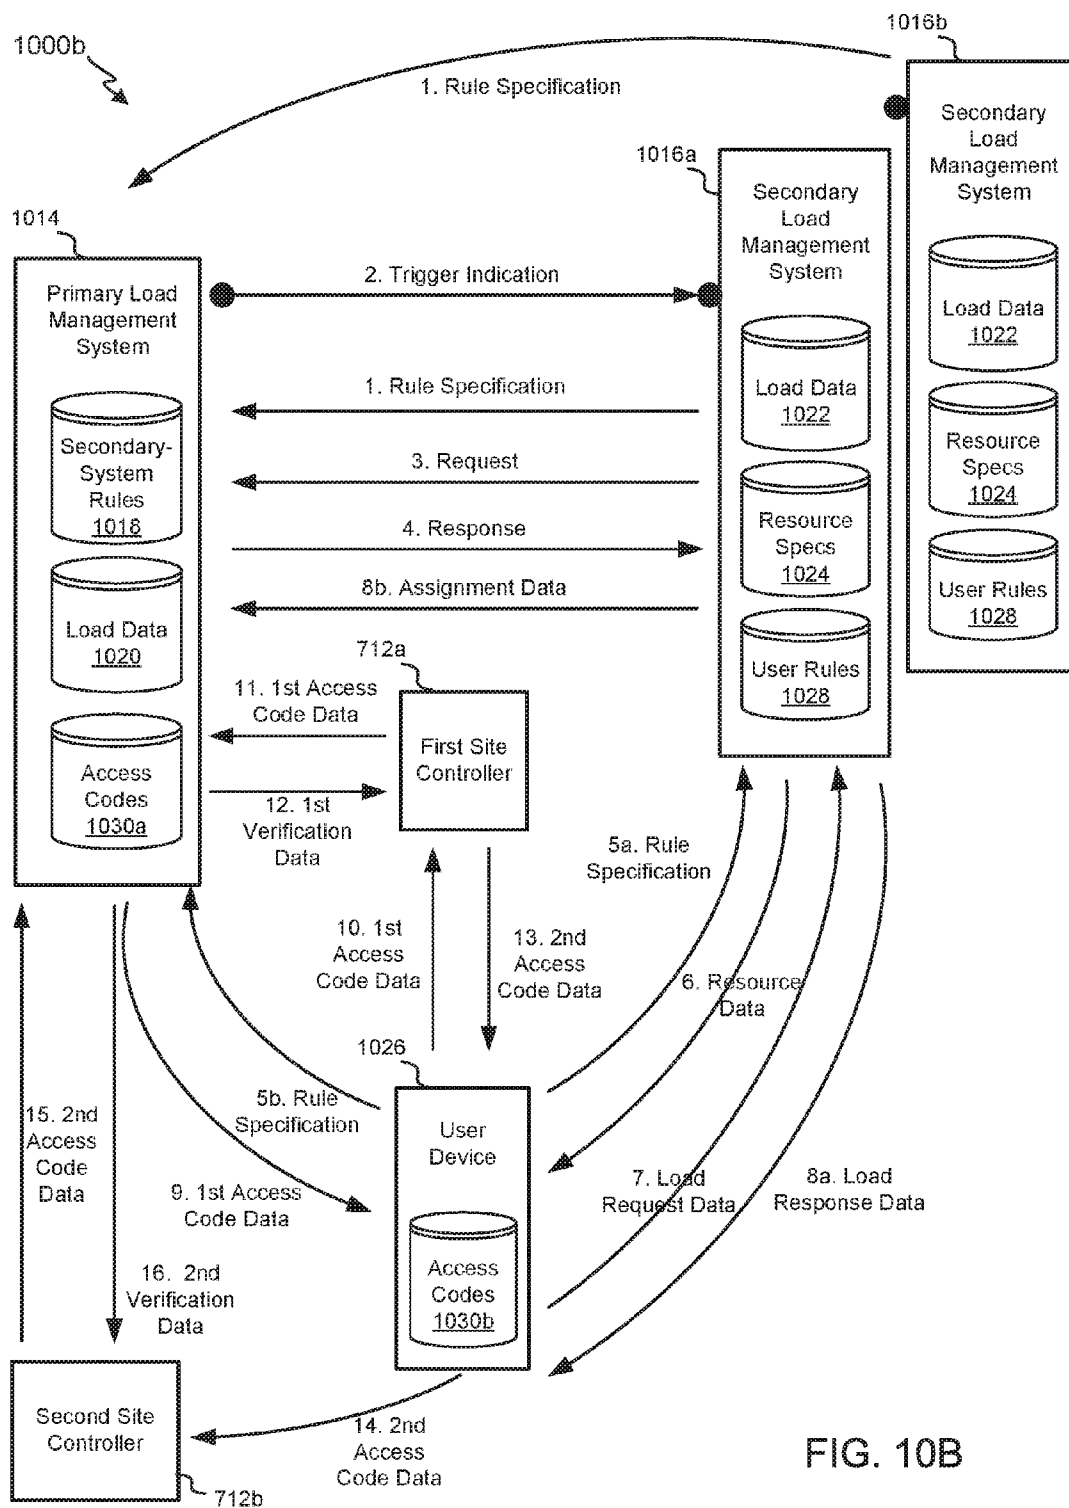 1000b
1016b
1. Rule Specification
Secondary
Load
Management
System
Load Data
1022
Resource
Specs
1024
User Rules
1028
1016a
Secondary
Load
Management
System
Load Data
1022
Resource
Specs
1024
User Rules
1028
1014
Primary Load
Management
System
Secondary-
System
Rules
1018
Load Data
1020
Access
Codes
1030a
2. Trigger Indication
1. Rule Specification
3. Request
4. Response
8b. Assignment Data
712a
First Site
Controller
11. 1st Access
Code Data
12. 1st
Verification
Data
10. 1st
Access
Code Data
13. 2nd
Access
Code Data
5a. Rule
Specification
6. Resource
Data
7. Load
Request Data
8a. Load
Response Data
1026
User
Device
Access
Codes
1030b
5b. Rule
Specification
9. 1st Access
Code Data
15. 2nd
Access
Code
Data
16. 2nd
Verification
Data
Second Site
Controller
712b
14. 2nd
Access
Code Data
FIG. 10B